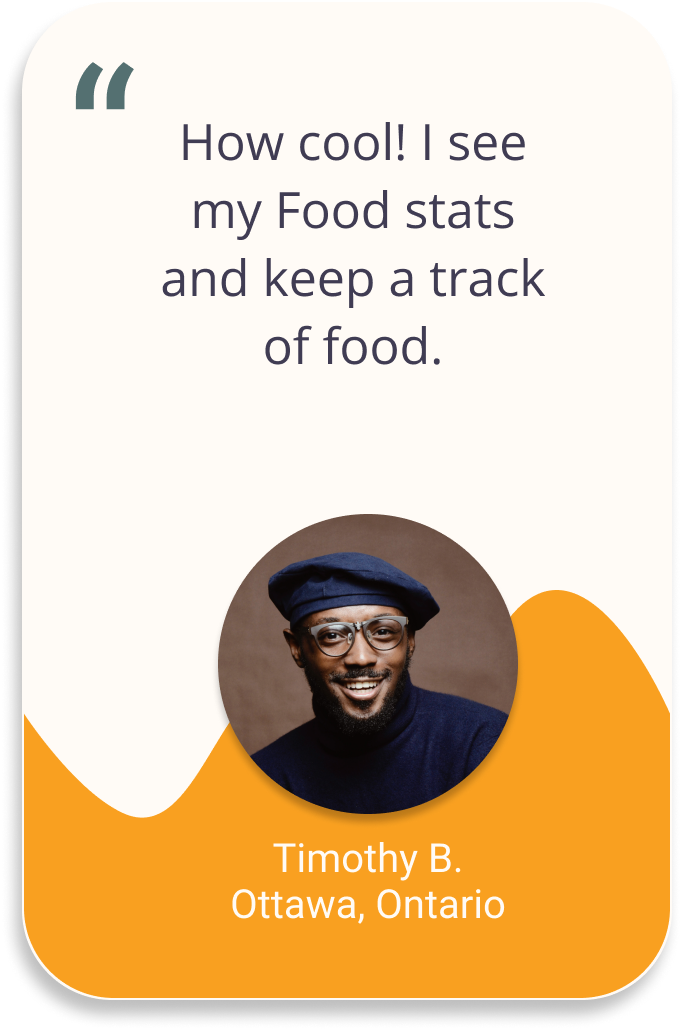 “
How cool! I see
my Food stats
and keep a track
of food.
Timothy B.
Ottawa, Ontario